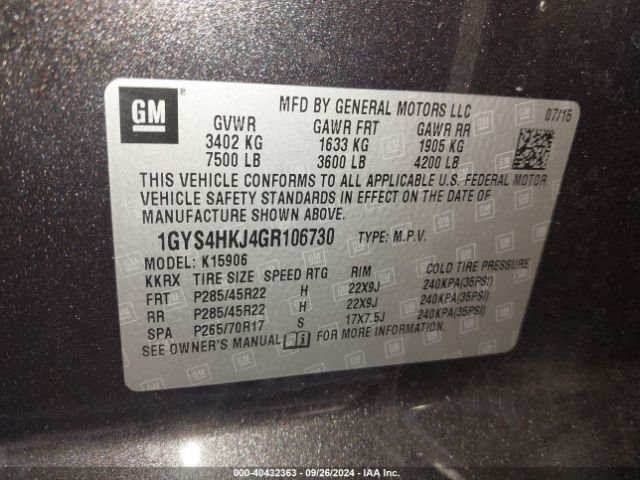 GM ®
MFD BY GENERAL MOTORS LLC 07/15
GVWR GAWR FRT GAWR RR
3402 KG 1633 KG 1905 KG
7500 LB 3600 LB 4200 LB
THIS VEHICLE CONFORMS TO ALL APPLICABLE U.S. FEDERAL MOTOR
VEHICLE SAFETY STANDARDS IN EFFECT ON THE DATE OF
MANUFACTURE SHOWN ABOVE.
1GYS4HKJ4GR106730 TYPE: M.P.V.
MODEL: K15906
KKRX TIRE SIZE SPEED RTG RIM COLD TIRE PRESSURE
FRT P285/45R22 H 22X9J 240KPA(35PSI)
RR P285/45R22 H 22X9J 240KPA(35PSI)
SPA P265/70R17 S 17X7.5J 240KPA(35PSI)
SEE OWNER'S MANUAL i FOR MORE INFORMATION.
000-40432363 - 09/26/2024 - IAA Inc.